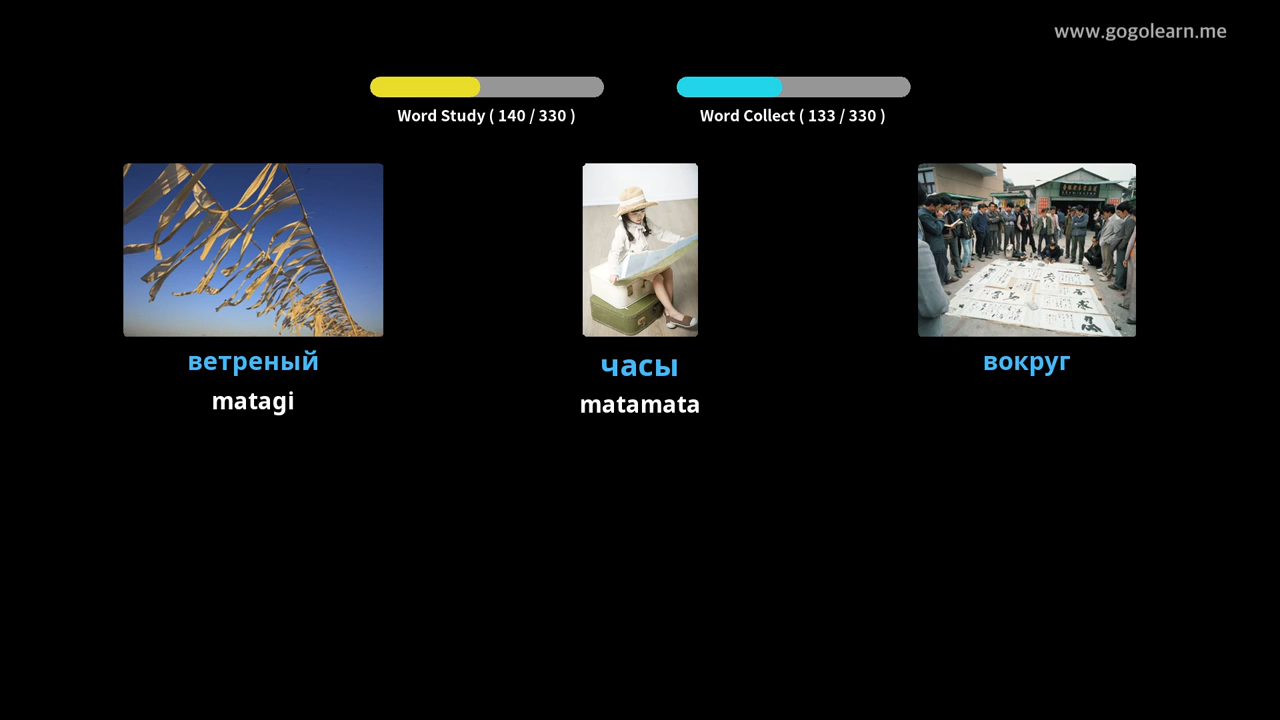 www.gogolearn.me
Word Study ( 140 / 330 )
Word Collect ( 133 / 330 )
ветреный
matagi
часы
matamata
вокруг